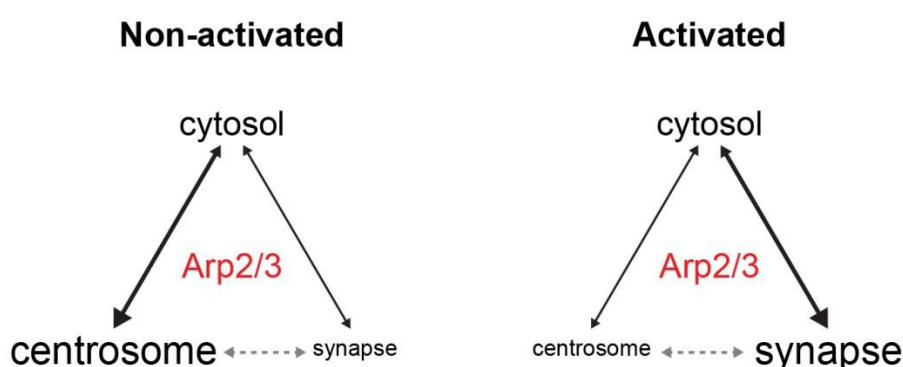 Non-activated
cytosol
Arp2/3
centrosome
synapse
Activated
cytosol
Arp2/3
centrosome
synapse